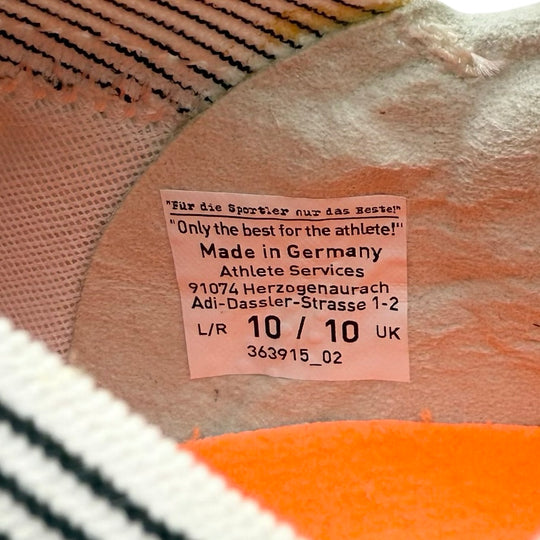 "Für die Sportler nur das Beste!"
"Only the best for the athlete!"
Made in Germany
Athlete Services
91074 Herzogenaurach
Adi-Dassler-Strasse 1-2
L/R 10 / 10 UK
363915_02